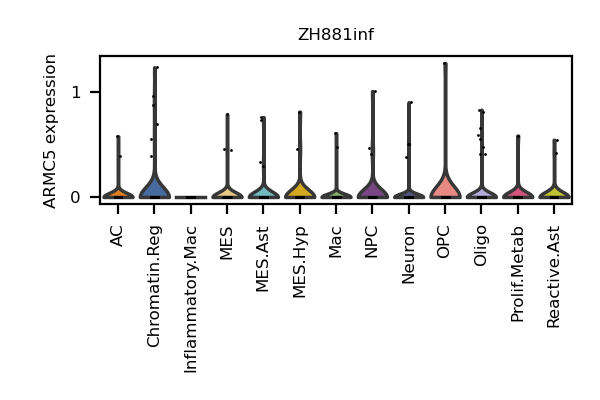 ZH881inf
ARMC5 expression
1
0
AC
Chromatin.Reg
Inflammatory.Mac
MES
MES.Ast
MES.Hyp
Mac
NPC
Neuron
OPC
Oligo
Prolif.Metab
Reactive.Ast